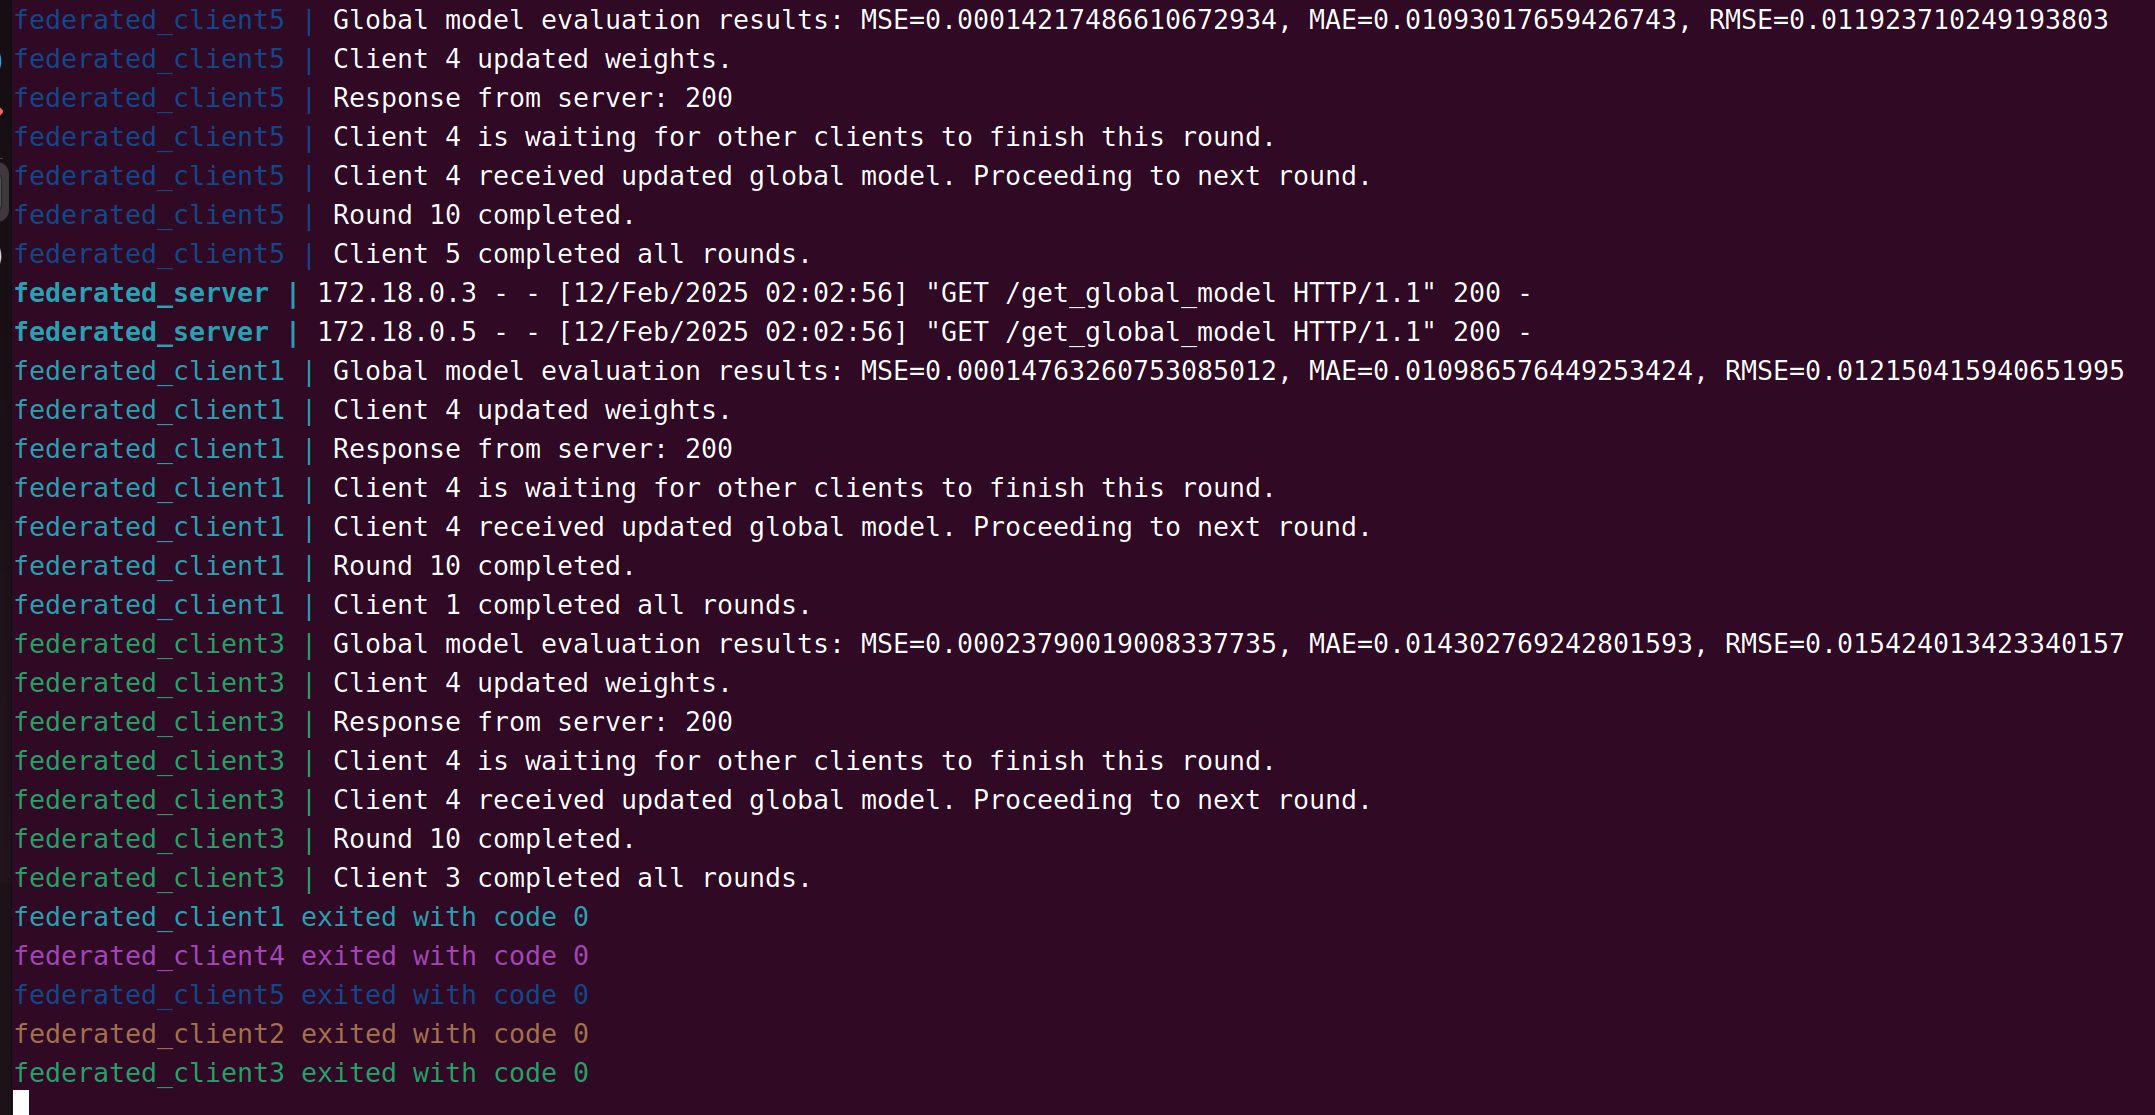 federated_client5 | Global model evaluation results: MSE=0.00014217486610672934, MAE=0.01093017659426743, RMSE=0.011923710249193803
federated_client5 | Client 4 updated weights.
federated_client5 | Response from server: 200
federated_client5 | Client 4 is waiting for other clients to finish this round.
federated_client5 | Client 4 received updated global model. Proceeding to next round.
federated_client5 | Round 10 completed.
federated_client5 | Client 5 completed all rounds.
federated_server | 172.18.0.3 - - [12/Feb/2025 02:02:56] "GET /get_global_model HTTP/1.1" 200 -
federated_server | 172.18.0.5 - - [12/Feb/2025 02:02:56] "GET /get_global_model HTTP/1.1" 200 -
federated_client1 | Global model evaluation results: MSE=0.00014763260753085012, MAE=0.010986576449253424, RMSE=0.012150415940651995
federated_client1 | Client 4 updated weights.
federated_client1 | Response from server: 200
federated_client1 | Client 4 is waiting for other clients to finish this round.
federated_client1 | Client 4 received updated global model. Proceeding to next round.
federated_client1 | Round 10 completed.
federated_client1 | Client 1 completed all rounds.
federated_client3 | Global model evaluation results: MSE=0.00023790019008337735, MAE=0.014302769242801593, RMSE=0.015424013423340157
federated_client3 | Client 4 updated weights.
federated_client3 | Response from server: 200
federated_client3 | Client 4 is waiting for other clients to finish this round.
federated_client3 | Client 4 received updated global model. Proceeding to next round.
federated_client3 | Round 10 completed.
federated_client3 | Client 3 completed all rounds.
federated_client1 exited with code 0
federated_client4 exited with code 0
federated_client5 exited with code 0
federated_client2 exited with code 0
federated_client3 exited with code 0